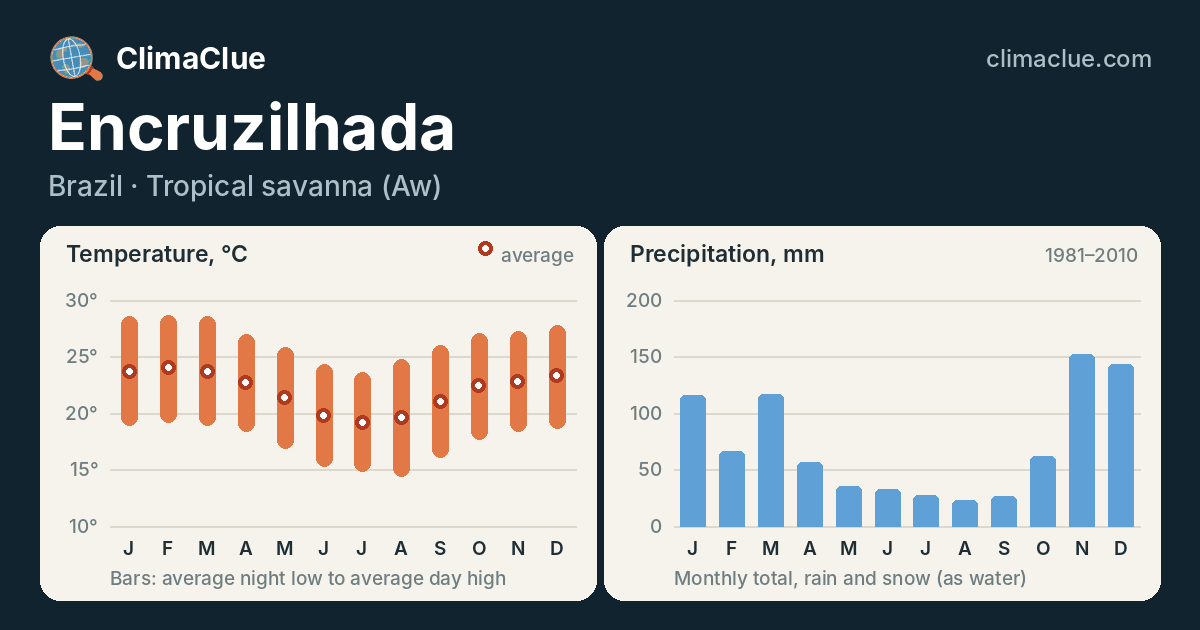 ClimaClue
climaclue.com
Encruzilhada
Brazil · Tropical savanna (Aw)
Temperature, °C
average
30°
25°
20°
15°
10°
J F M A M J J A S O N D
Bars: average night low to average day high
Precipitation, mm
1981–2010
200
150
100
50
0
J F M A M J J A S O N D
Monthly total, rain and snow (as water)